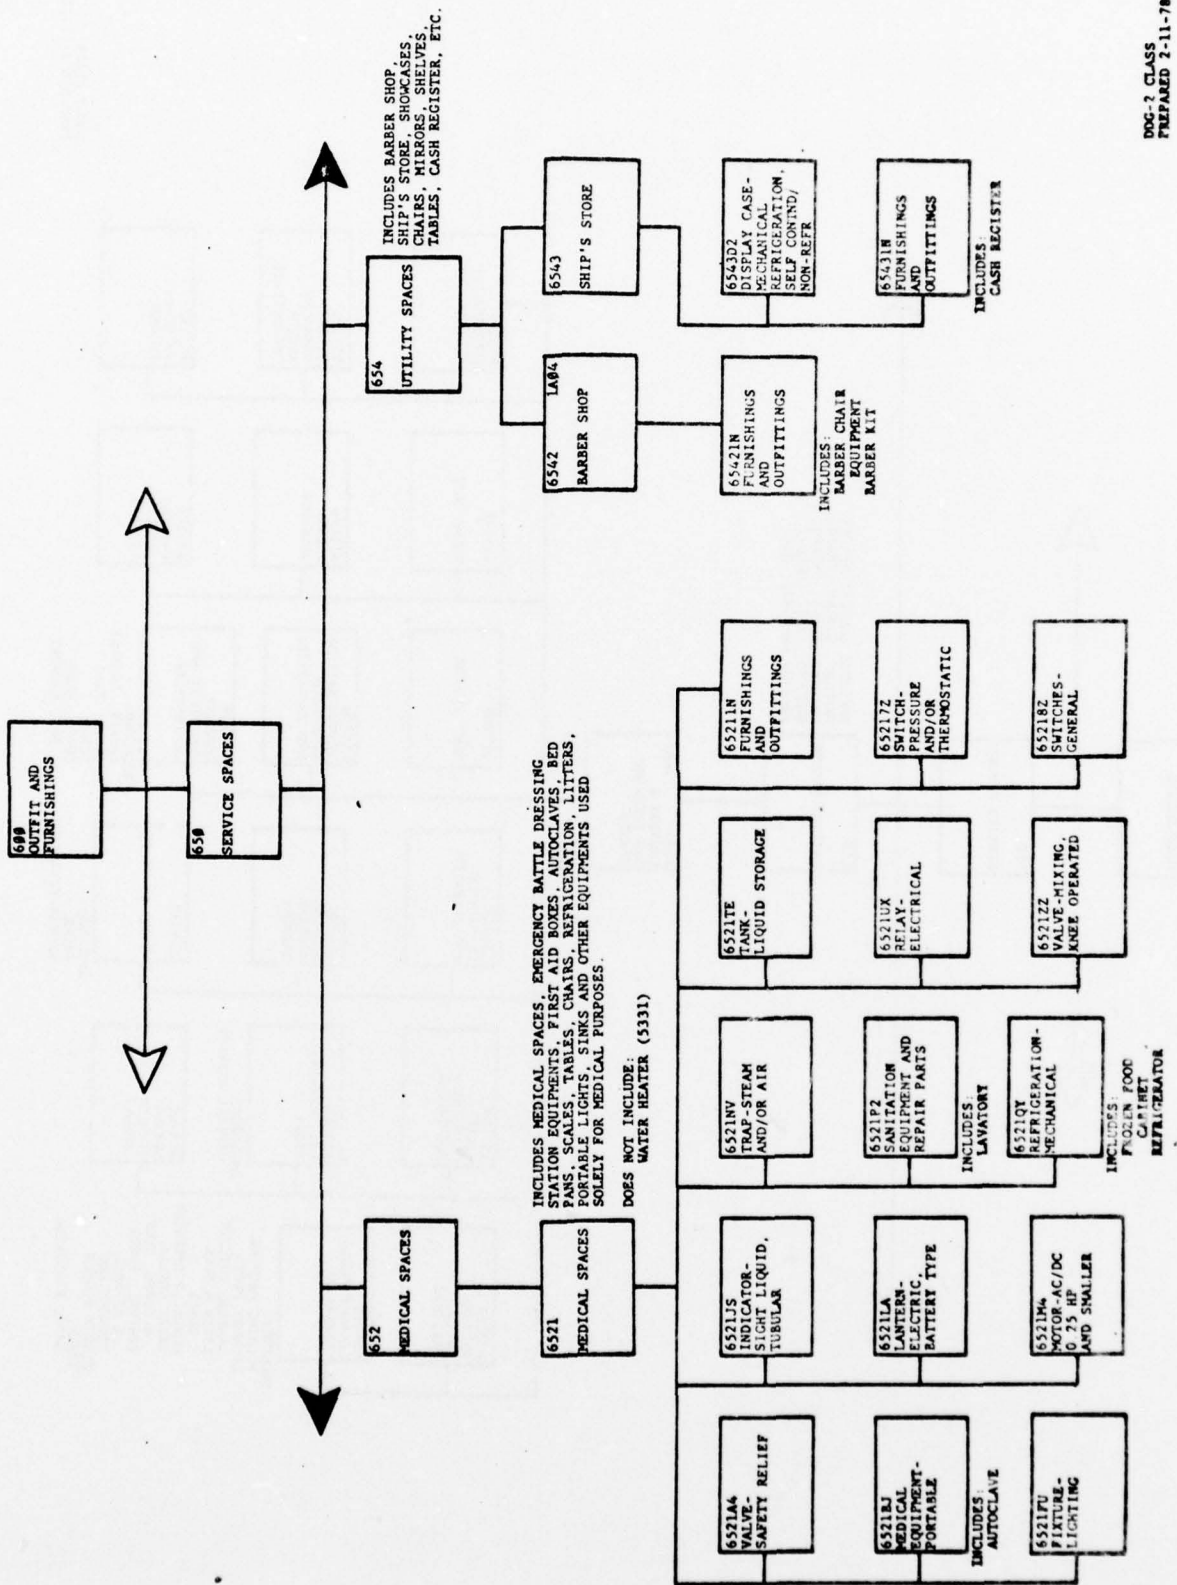 600
OUTFIT AND
FURNISHINGS
650
SERVICE SPACES
652
MEDICAL SPACES
6521
MEDICAL SPACES
INCLUDES MEDICAL SPACES, EMERGENCY BATTLE DRESSING
STATION EQUIPMENTS, FIRST AID BOXES, AUTOCLAVES, BED
PANS, SCALES, TABLES, CHAIRS, REFRIGERATION, LITTERS,
PORTABLE LIGHTS, SINKS AND OTHER EQUIPMENTS USED
SOLELY FOR MEDICAL PURPOSES.
DOES NOT INCLUDE:
WATER HEATER (5331)
654
UTILITY SPACES
INCLUDES BARBER SHOP,
SHIP'S STORE, SHOWCASES,
CHAIRS, MIRRORS, SHELVES,
TABLES, CASH REGISTER, ETC.
6542 1A04
BARBER SHOP
6543
SHIP'S STORE
6521A4
VALVE-
SAFETY RELIEF
6521BJ
MEDICAL
EQUIPMENT-
PORTABLE
INCLUDES:
AUTOCLAVE
6521FU
FIXTURE-
LIGHTING
6521JS
INDICATOR-
SIGHT LIQUID,
TUBULAR
6521LA
LANTERN-
ELECTRIC,
BATTERY TYPE
6521M4
MOTOR-AC/DC
0.25 HP
AND SMALLER
6521NV
TRAP-STEAM
AND/OR AIR
6521P2
SANITATION
EQUIPMENT AND
REPAIR PARTS
INCLUDES:
LAVATORY
6521QY
REFRIGERATION-
MECHANICAL
INCLUDES:
FROZEN FOOD
CABINET
REFRIGERATOR
6521TE
TANK-
LIQUID STORAGE
6521UX
RELAY-
ELECTRICAL
6521ZZ
VALVE-MIXING,
KNEE OPERATED
65211N
FURNISHINGS
AND
OUTFITTINGS
65217Z
SWITCH-
PRESSURE
AND/OR
THERMOSTATIC
65218Z
SWITCHES-
GENERAL
65421N
FURNISHINGS
AND
OUTFITTINGS
INCLUDES:
BARBER CHAIR
EQUIPMENT
BARBER KIT
6543D2
DISPLAY CASE-
MECHANICAL
REFRIGERATION,
SELF CONTND/
NON-REFR
65431N
FURNISHINGS
AND
OUTFITTINGS
INCLUDES:
CASH REGISTER
DDG-2 CLASS
PREPARED 2-11-78